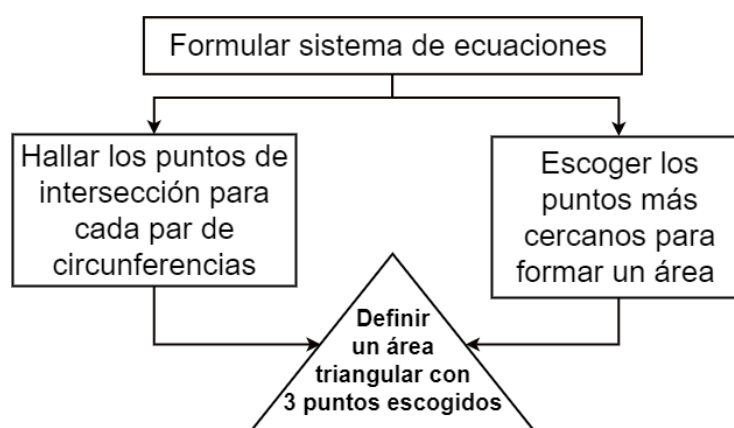 Formular sistema de ecuaciones
Hallar los puntos de
intersección para
cada par de
circunferencias
Escoger los
puntos más
cercanos para
formar un área
Definir
un área
triangular con
3 puntos escogidos